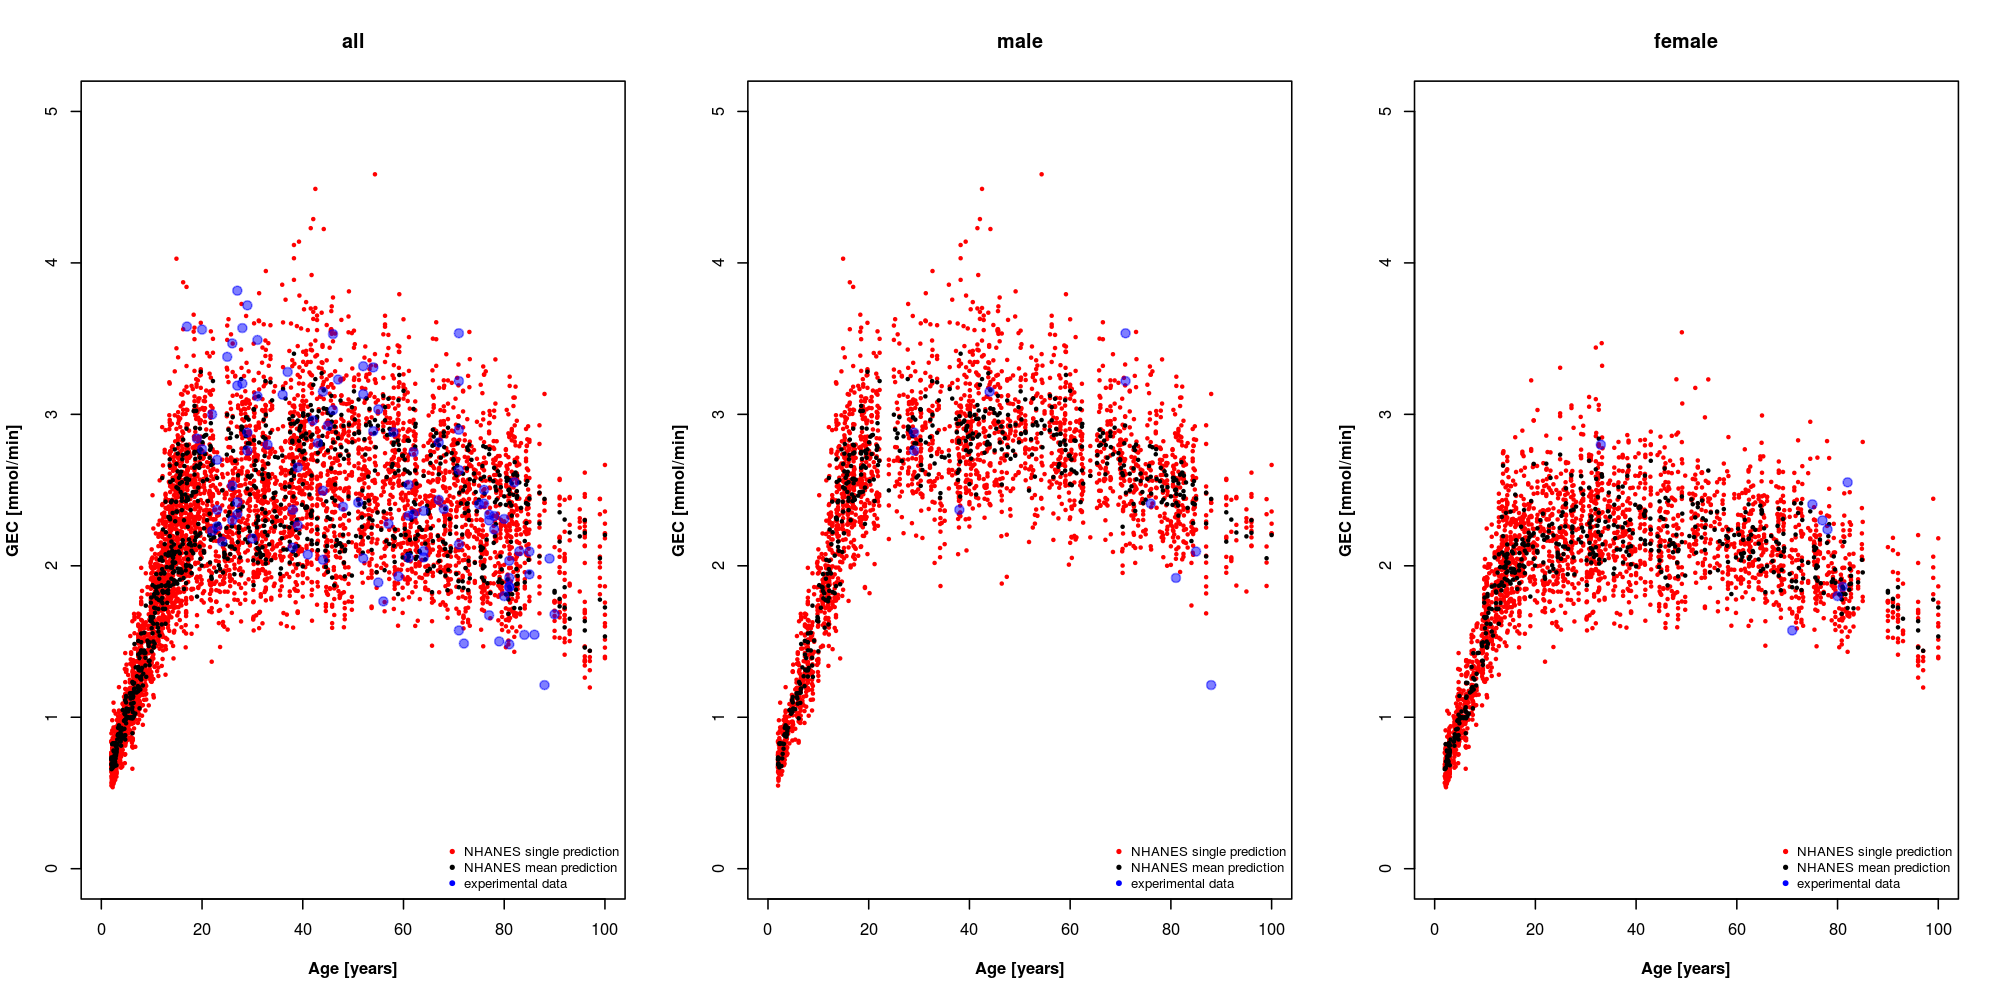 all
GEC [mmol/min]
5
4
3
2
1
0
NHANES single prediction
NHANES mean prediction
experimental data
0 20 40 60 80 100
Age [years]
male
GEC [mmol/min]
5
4
3
2
1
0
NHANES single prediction
NHANES mean prediction
experimental data
0 20 40 60 80 100
Age [years]
female
GEC [mmol/min]
5
4
3
2
1
0
NHANES single prediction
NHANES mean prediction
experimental data
0 20 40 60 80 100
Age [years]